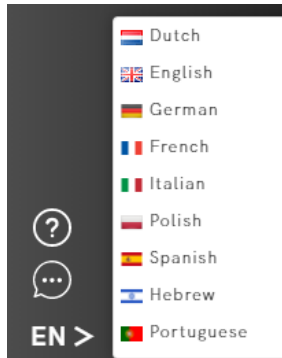 Dutch
English
German
French
Italian
Polish
Spanish
Hebrew
Portuguese
?
EN >